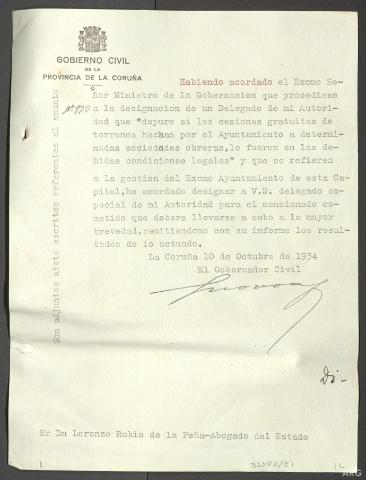 GOBIERNO CIVIL
DE LA
PROVINCIA DE LA CORUÑA
Habiendo acordado el Excmo Se-
ñor Ministro de la Gobernacion que procediese
a la designacion de un Delegado de mi Autori-
dad que "depure si las cesiones gratuitas de
terrenos hechas por el Ayuntamiento a determi-
nadas sociedades obreras, lo fueron en las de-
bidas condiciones legales" y que no refieren
a la gestion del Excmo Ayuntamiento de esta Ca-
pital, he acordado designar a V.S. delegado es-
pecial de mi Autoridad para el mencionado co-
metido que debera llevarse a cabo a la mayor
brevedad, remitiendome con su informe los resul-
tados de lo actuado.
La Coruña 10 de Octubre de 1934
El Gobernador Civil
Son adjuntos siete escritos referentes al asunto
Di-
Sr Dn Lorenzo Rubio de la Peña-Abogado del Estado
ARG